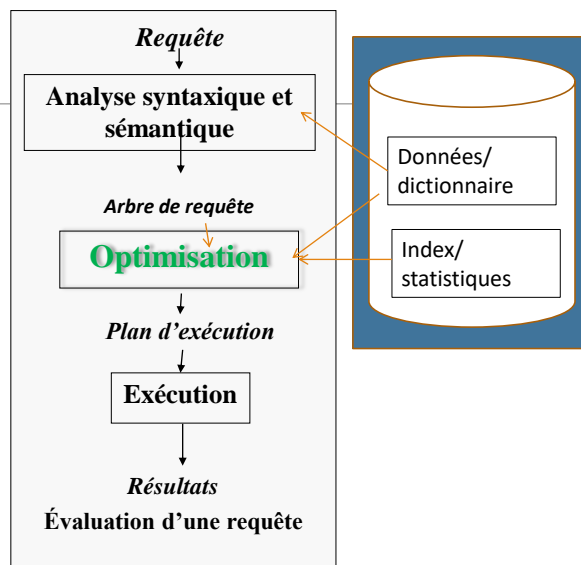 Requête
Analyse syntaxique et
sémantique
Données/
dictionnaire
Arbre de requête
Optimisation
Index/
statistiques
Plan d’exécution
Exécution
Résultats
Évaluation d’une requête